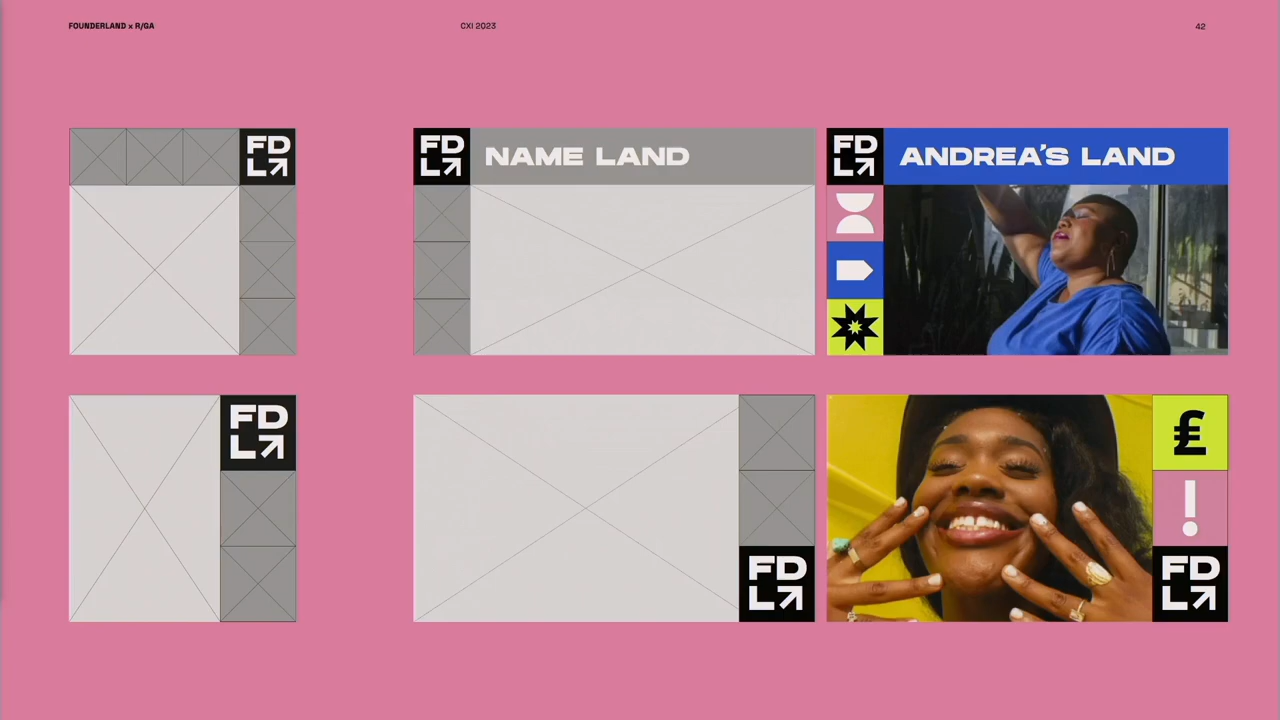 FOUNDERLAND x R/GA
CXI 2023
42
FD
L
FD
L
NAME LAND
FD
L
ANDREA'S LAND
FD
L
£
!
FD
L
FD
L